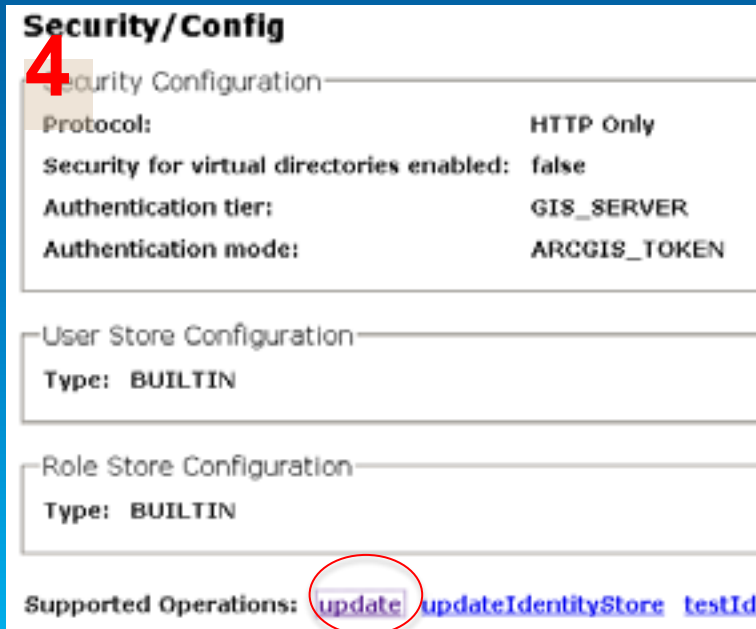 Security/Config
4
Security Configuration
Protocol: HTTP Only
Security for virtual directories enabled: false
Authentication tier: GIS_SERVER
Authentication mode: ARCGIS_TOKEN
User Store Configuration
Type: BUILTIN
Role Store Configuration
Type: BUILTIN
Supported Operations: update updateIdentityStore testId